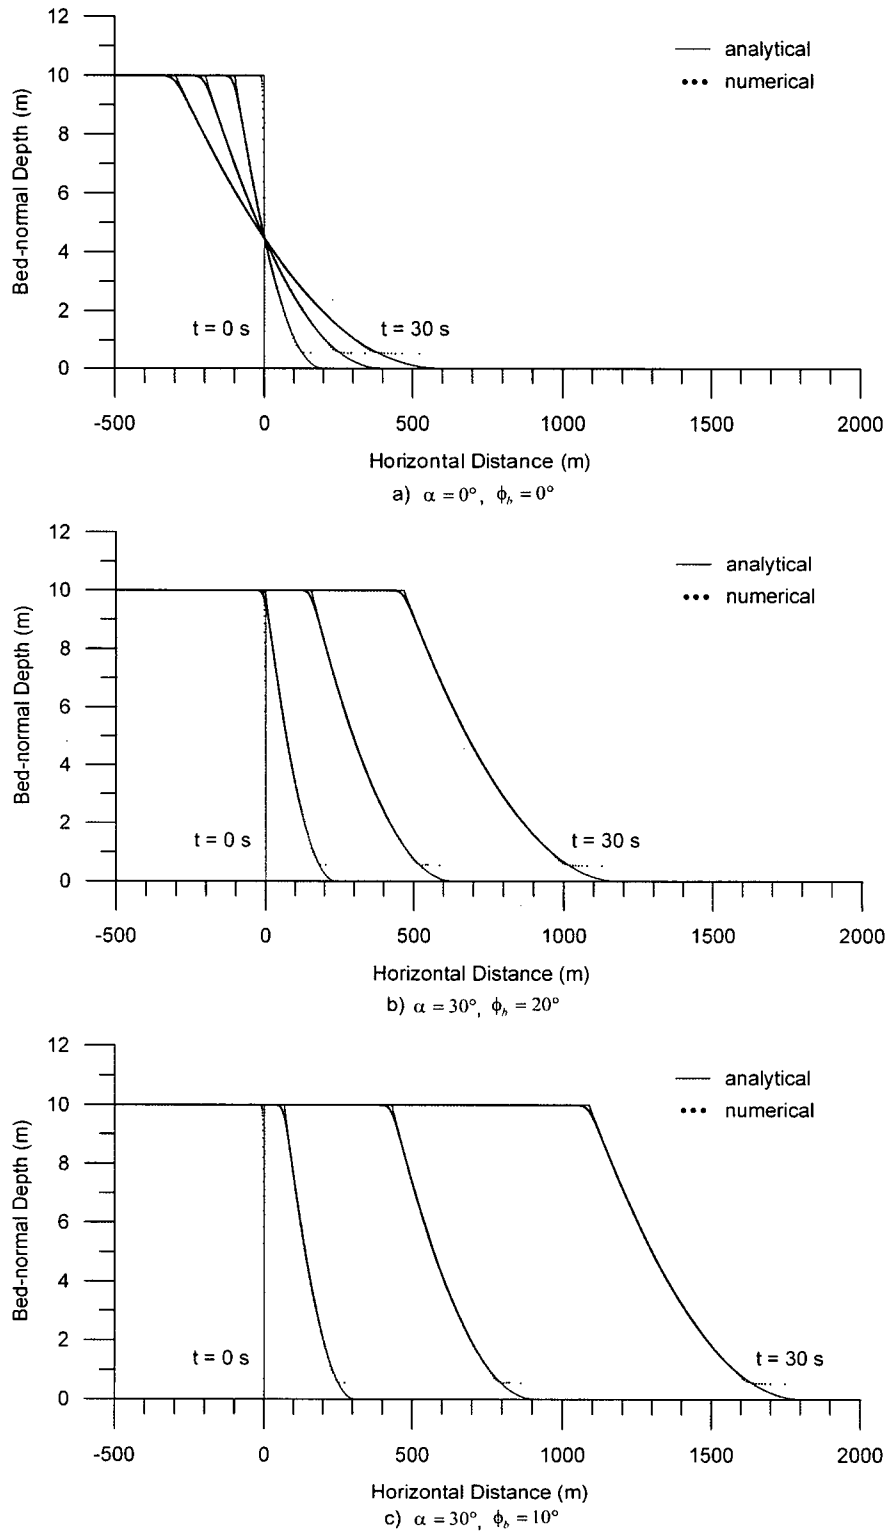 12
10
8
6
4
2
0
Bed-normal Depth (m)
analytical
numerical
t = 0 s
t = 30 s
-500
0
500
1000
1500
2000
Horizontal Distance (m)
a) α = 0°, ϕb = 0°
12
10
8
6
4
2
0
Bed-normal Depth (m)
analytical
numerical
t = 0 s
t = 30 s
-500
0
500
1000
1500
2000
Horizontal Distance (m)
b) α = 30°, ϕb = 20°
12
10
8
6
4
2
0
Bed-normal Depth (m)
analytical
numerical
t = 0 s
t = 30 s
-500
0
500
1000
1500
2000
Horizontal Distance (m)
c) α = 30°, ϕb = 10°